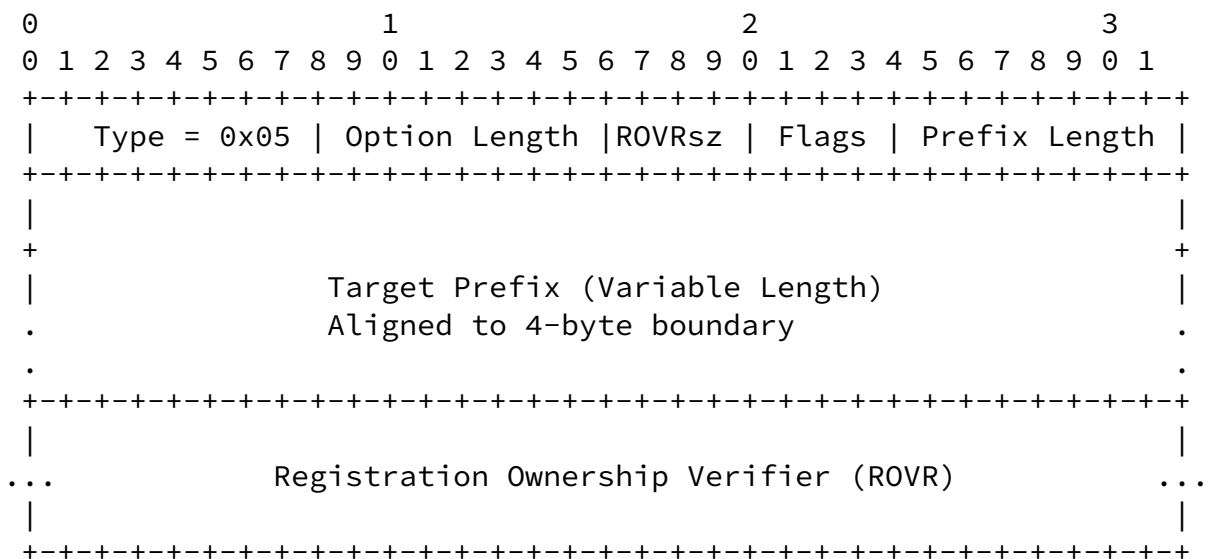 0                   1                   2                   3
0 1 2 3 4 5 6 7 8 9 0 1 2 3 4 5 6 7 8 9 0 1 2 3 4 5 6 7 8 9 0 1
+-+-+-+-+-+-+-+-+-+-+-+-+-+-+-+-+-+-+-+-+-+-+-+-+-+-+-+-+-+-+-+-+
|   Type = 0x05 | Option Length |ROVRsz | Flags | Prefix Length |
+-+-+-+-+-+-+-+-+-+-+-+-+-+-+-+-+-+-+-+-+-+-+-+-+-+-+-+-+-+-+-+-+
|                                                               |
+                                                               +
|                Target Prefix (Variable Length)                |
.                Aligned to 4-byte boundary                     .
.                                                               .
+-+-+-+-+-+-+-+-+-+-+-+-+-+-+-+-+-+-+-+-+-+-+-+-+-+-+-+-+-+-+-+-+
|                                                               |
...            Registration Ownership Verifier (ROVR)           ...
|                                                               |
+-+-+-+-+-+-+-+-+-+-+-+-+-+-+-+-+-+-+-+-+-+-+-+-+-+-+-+-+-+-+-+-+